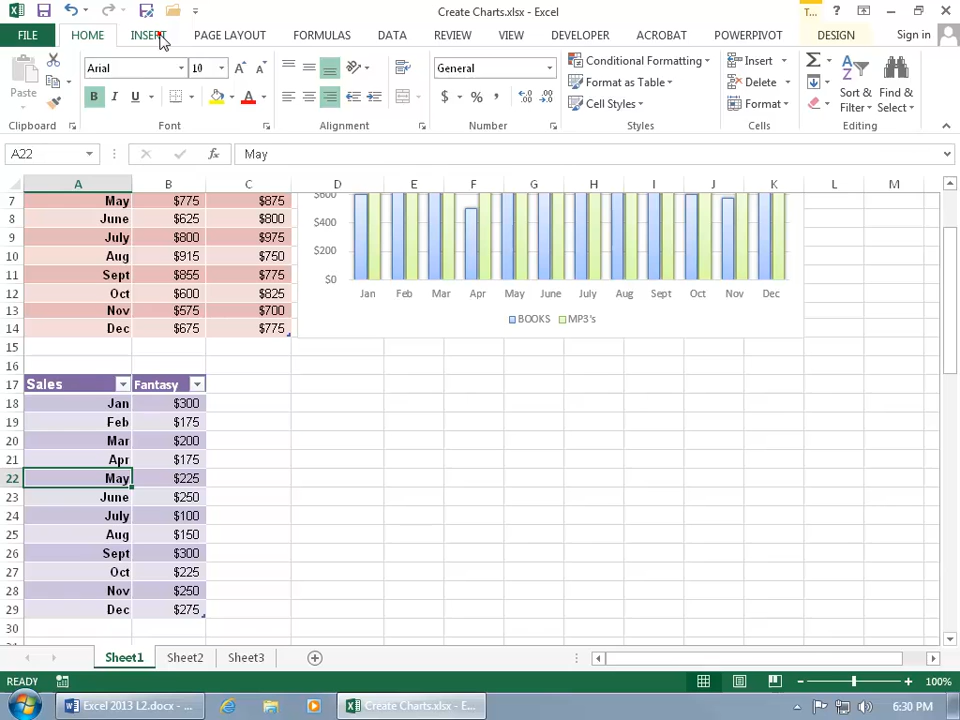 Create Charts.xlsx - Excel
T...
FILE HOME INSERT PAGE LAYOUT FORMULAS DATA REVIEW VIEW DEVELOPER ACROBAT POWERPIVOT DESIGN Sign in
Paste
Arial 10
General
Conditional Formatting
Format as Table
Cell Styles
Insert
Delete
Format
Sort & Filter
Find & Select
Clipboard Font Alignment Number Styles Cells Editing
A22 May
A B C D E F G H I J K L M
7 May $775 $875
8 June $625 $800
9 July $800 $975
10 Aug $915 $750
11 Sept $855 $775
12 Oct $600 $825
13 Nov $575 $700
14 Dec $675 $775
15
16
17 Sales Fantasy
18 Jan $300
19 Feb $175
20 Mar $200
21 Apr $175
22 May $225
23 June $250
24 July $100
25 Aug $150
26 Sept $300
27 Oct $225
28 Nov $250
29 Dec $275
30
$600
$400
$200
$0
Jan Feb Mar Apr May June July Aug Sept Oct Nov Dec
BOOKS MP3's
Sheet1 Sheet2 Sheet3
READY 100%
Excel 2013 L2.docx - ...
Create Charts.xlsx - E...
6:30 PM